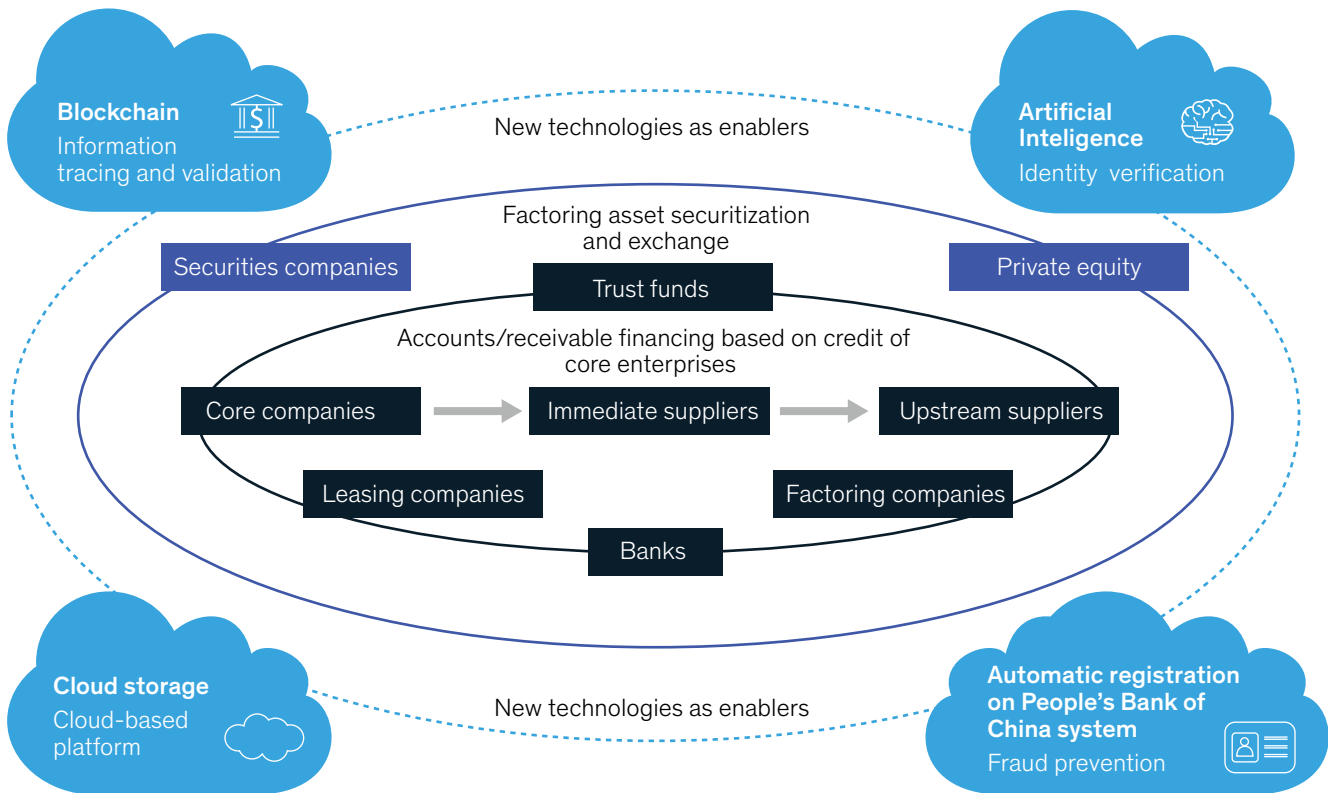 Blockchain
Information
tracing and validation
New technologies as enablers
Artificial
Inteligence
Identity verification
Factoring asset securitization
and exchange
Securities companies
Private equity
Trust funds
Accounts/receivable financing based on credit of
core enterprises
Core companies
Immediate suppliers
Upstream suppliers
Leasing companies
Factoring companies
Banks
Cloud storage
Cloud-based
platform
New technologies as enablers
Automatic registration
on People’s Bank of
China system
Fraud prevention